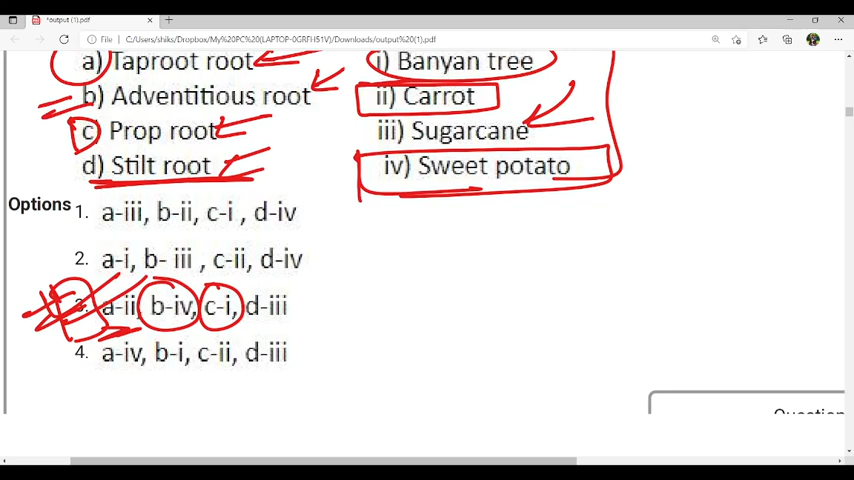 *output (1).pdf
File C:/Users/shiks/Dropbox/My%20PC%20(LAPTOP-0GRFH51V)/Downloads/output%20(1).pdf
a) Taproot root i) Banyan tree
b) Adventitious root ii) Carrot
c) Prop root iii) Sugarcane
d) Stilt root iv) Sweet potato
Options 1. a-iii, b-ii, c-i , d-iv
2. a-i, b- iii , c-ii, d-iv
3. a-ii, b-iv, c-i, d-iii
4. a-iv, b-i, c-ii, d-iii